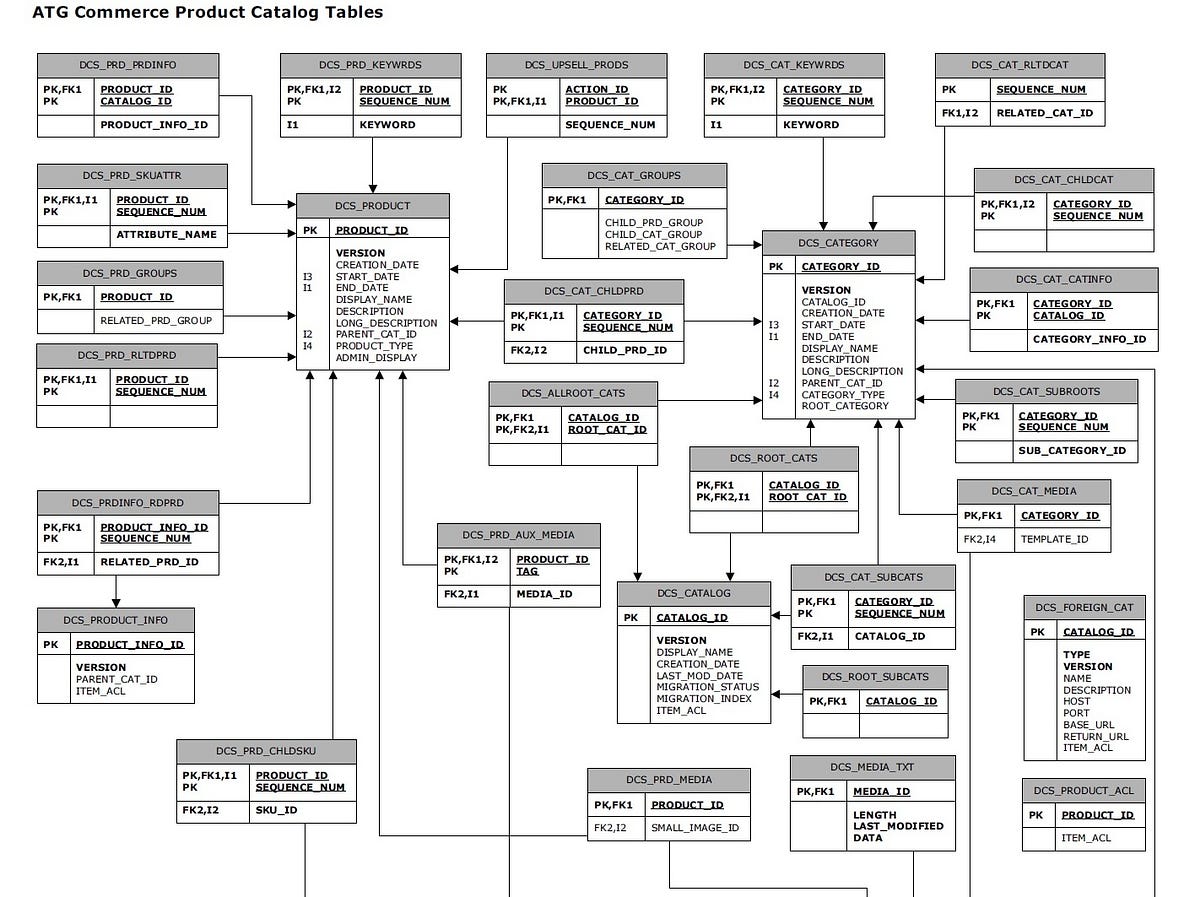 ATG Commerce Product Catalog Tables
DCS_PRD_PRDINFO
PK,FK1 PRODUCT_ID
PK CATALOG_ID
PRODUCT_INFO_ID
DCS_PRD_KEYWRDS
PK,FK1,I2 PRODUCT_ID
PK SEQUENCE_NUM
I1 KEYWORD
DCS_UPSELL_PRODS
PK ACTION_ID
PK,FK1,I1 PRODUCT_ID
SEQUENCE_NUM
DCS_CAT_KEYWRDS
PK,FK1,I2 CATEGORY_ID
PK SEQUENCE_NUM
I1 KEYWORD
DCS_CAT_RLTDCAT
PK SEQUENCE_NUM
FK1,I2 RELATED_CAT_ID
DCS_PRD_SKUATTR
PK,FK1,I1 PRODUCT_ID
PK SEQUENCE_NUM
ATTRIBUTE_NAME
DCS_PRODUCT
PK PRODUCT_ID
VERSION
CREATION_DATE
I3 START_DATE
I1 END_DATE
DISPLAY_NAME
DESCRIPTION
LONG_DESCRIPTION
I2 PARENT_CAT_ID
I4 PRODUCT_TYPE
ADMIN_DISPLAY
DCS_CAT_GROUPS
PK,FK1 CATEGORY_ID
CHILD_PRD_GROUP
CHILD_CAT_GROUP
RELATED_CAT_GROUP
DCS_CATEGORY
PK CATEGORY_ID
VERSION
CATALOG_ID
CREATION_DATE
I3 START_DATE
I1 END_DATE
DISPLAY_NAME
DESCRIPTION
LONG_DESCRIPTION
I2 PARENT_CAT_ID
I4 CATEGORY_TYPE
ROOT_CATEGORY
DCS_CAT_CHLDCAT
PK,FK1,I2 CATEGORY_ID
PK SEQUENCE_NUM
DCS_PRD_GROUPS
PK,FK1 PRODUCT_ID
RELATED_PRD_GROUP
DCS_CAT_CHLDPRD
PK,FK1,I1 CATEGORY_ID
PK SEQUENCE_NUM
FK2,I2 CHILD_PRD_ID
DCS_CAT_CATINFO
PK,FK1 CATEGORY_ID
PK CATALOG_ID
CATEGORY_INFO_ID
DCS_PRD_RLTDPRD
PK,FK1,I1 PRODUCT_ID
PK SEQUENCE_NUM
DCS_ALLROOT_CATS
PK,FK1 CATALOG_ID
PK,FK2,I1 ROOT_CAT_ID
DCS_CAT_SUBROOTS
PK,FK1 CATEGORY_ID
PK SEQUENCE_NUM
SUB_CATEGORY_ID
DCS_ROOT_CATS
PK,FK1 CATALOG_ID
PK,FK2,I1 ROOT_CAT_ID
DCS_CAT_MEDIA
PK,FK1 CATEGORY_ID
FK2,I4 TEMPLATE_ID
DCS_PRDINFO_RDPRD
PK,FK1 PRODUCT_INFO_ID
PK SEQUENCE_NUM
FK2,I1 RELATED_PRD_ID
DCS_PRD_AUX_MEDIA
PK,FK1,I2 PRODUCT_ID
PK TAG
FK2,I1 MEDIA_ID
DCS_CATALOG
PK CATALOG_ID
VERSION
DISPLAY_NAME
CREATION_DATE
LAST_MOD_DATE
MIGRATION_STATUS
MIGRATION_INDEX
ITEM_ACL
DCS_CAT_SUBCATS
PK,FK1 CATEGORY_ID
PK SEQUENCE_NUM
FK2,I1 CATALOG_ID
DCS_FOREIGN_CAT
PK CATALOG_ID
TYPE
VERSION
NAME
DESCRIPTION
HOST
PORT
BASE_URL
RETURN_URL
ITEM_ACL
DCS_PRODUCT_INFO
PK PRODUCT_INFO_ID
VERSION
PARENT_CAT_ID
ITEM_ACL
DCS_ROOT_SUBCATS
PK,FK1 CATALOG_ID
DCS_PRD_CHLDSKU
PK,FK1,I1 PRODUCT_ID
PK SEQUENCE_NUM
FK2,I2 SKU_ID
DCS_PRD_MEDIA
PK,FK1 PRODUCT_ID
FK2,I2 SMALL_IMAGE_ID
DCS_MEDIA_TXT
PK,FK1 MEDIA_ID
LENGTH
LAST_MODIFIED
DATA
DCS_PRODUCT_ACL
PK PRODUCT_ID
ITEM_ACL